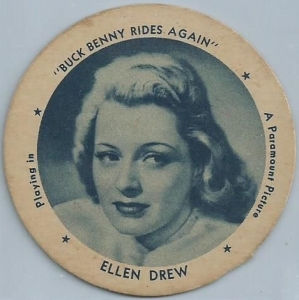 Playing in
"BUCK BENNY RIDES AGAIN"
A Paramount Picture
ELLEN DREW